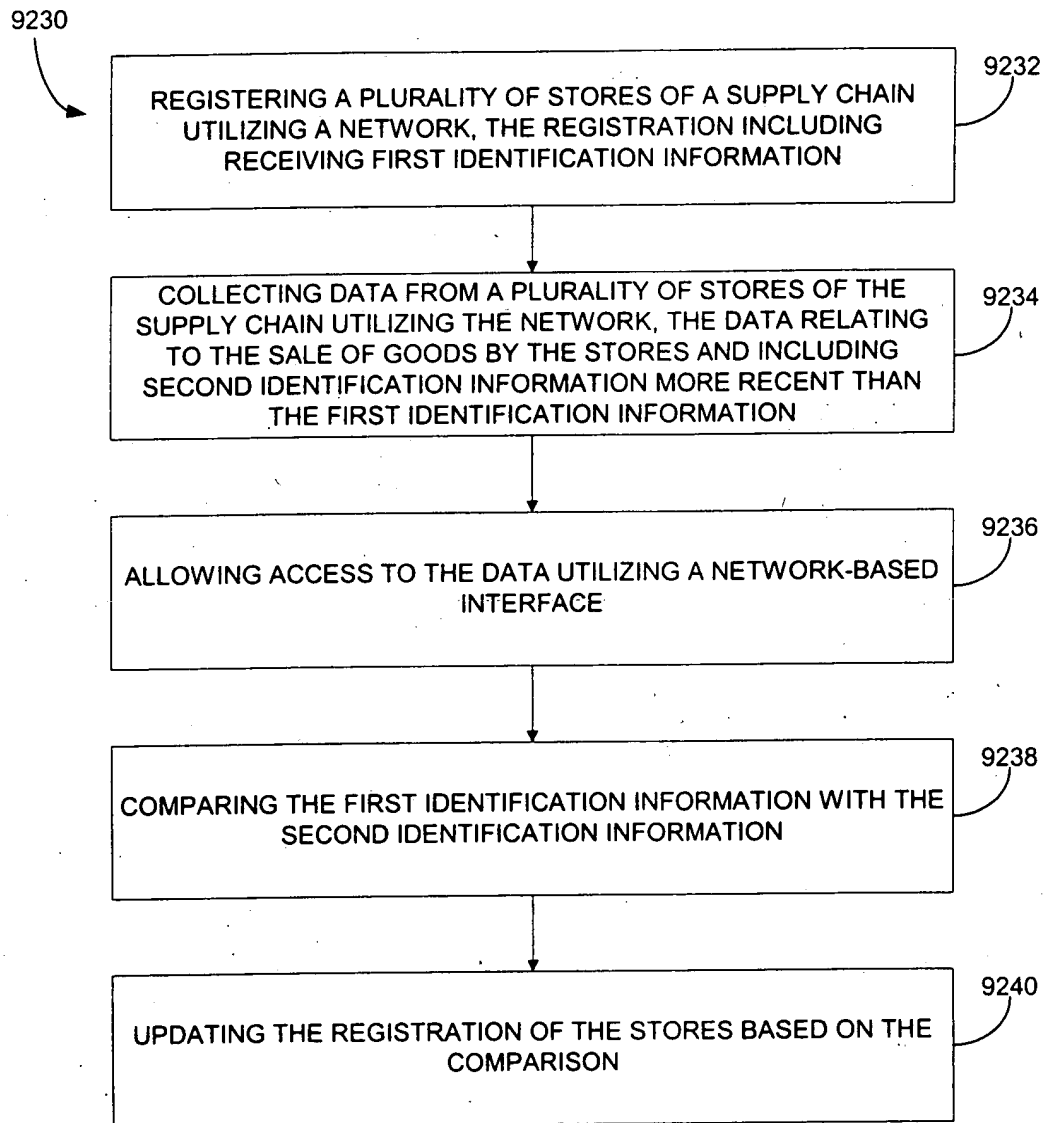 9230
9232
REGISTERING A PLURALITY OF STORES OF A SUPPLY CHAIN
UTILIZING A NETWORK, THE REGISTRATION INCLUDING
RECEIVING FIRST IDENTIFICATION INFORMATION
9234
COLLECTING DATA FROM A PLURALITY OF STORES OF THE
SUPPLY CHAIN UTILIZING THE NETWORK, THE DATA RELATING
TO THE SALE OF GOODS BY THE STORES AND INCLUDING
SECOND IDENTIFICATION INFORMATION MORE RECENT THAN
THE FIRST IDENTIFICATION INFORMATION
9236
ALLOWING ACCESS TO THE DATA UTILIZING A NETWORK-BASED
INTERFACE
9238
COMPARING THE FIRST IDENTIFICATION INFORMATION WITH THE
SECOND IDENTIFICATION INFORMATION
9240
UPDATING THE REGISTRATION OF THE STORES BASED ON THE
COMPARISON